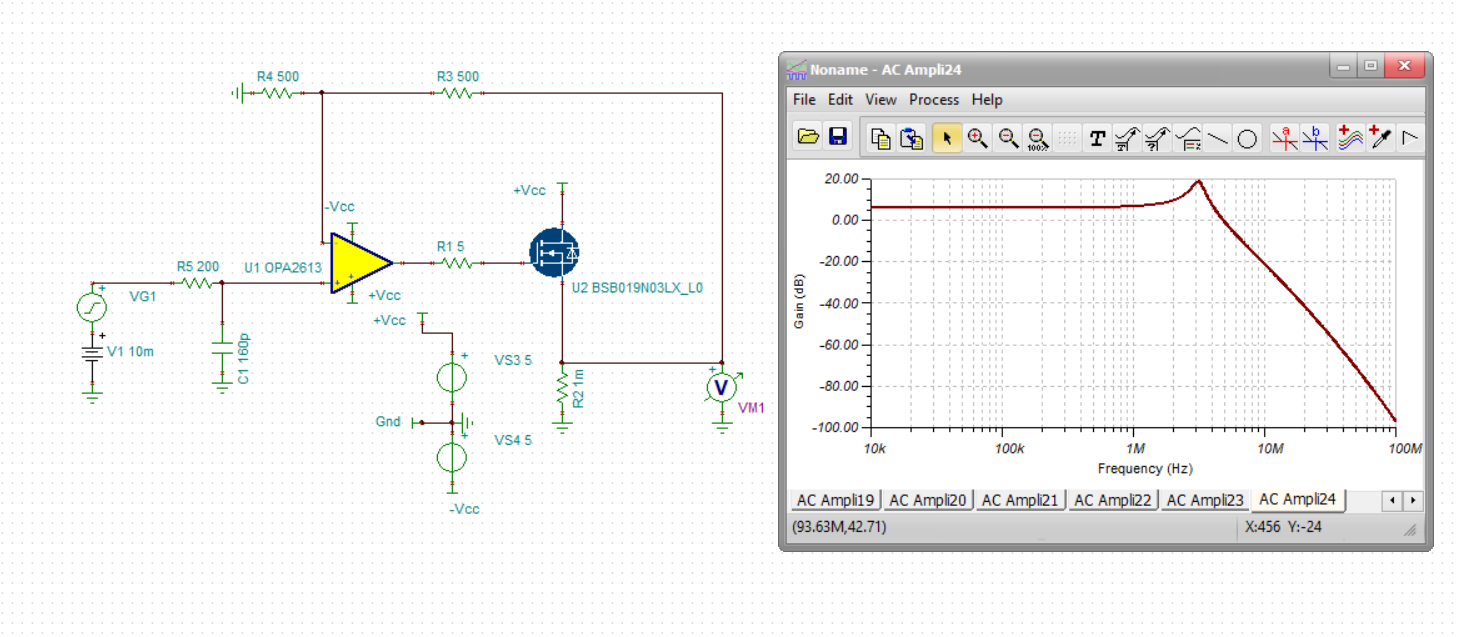 R4 500
R3 500
+Vcc
-Vcc
R1 5
R5 200
U1 OPA2613
VG1
+Vcc
U2 BSB019N03LX_L0
+Vcc
V1 10m
C1 160p
VS3 5
R2 1m
V
VM1
Gnd
VS4 5
-Vcc
Noname - AC Ampli24
File Edit View Process Help
T
100%
a
b
20.00
0.00
-20.00
-40.00
-60.00
-80.00
-100.00
Gain (dB)
10k 100k 1M 10M 100M
Frequency (Hz)
AC Ampli19 AC Ampli20 AC Ampli21 AC Ampli22 AC Ampli23 AC Ampli24
(93.63M,42.71) X:456 Y:-24